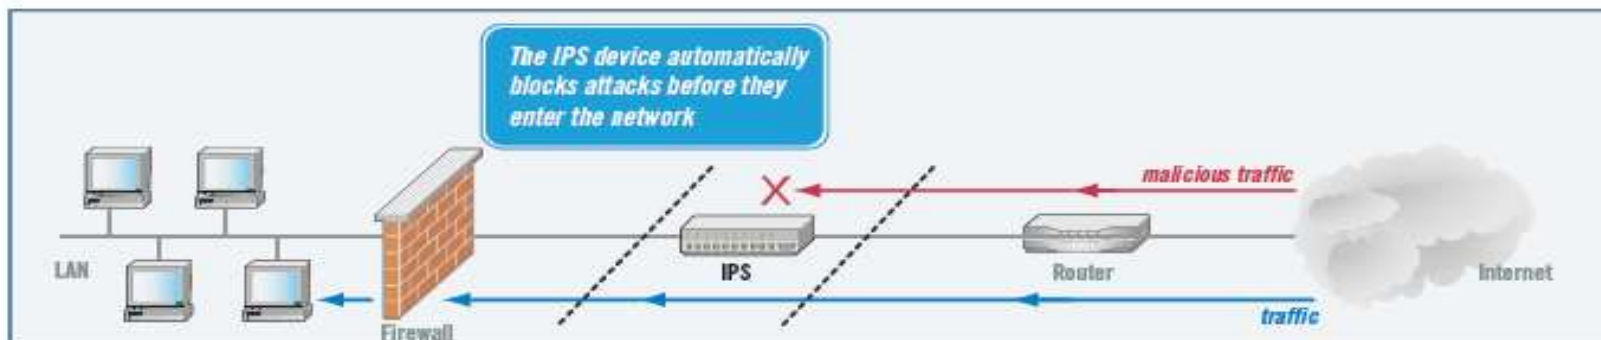 The IPS device automatically
blocks attacks before they
enter the network
malicious traffic
LAN
IPS
Router
Internet
Firewall
traffic